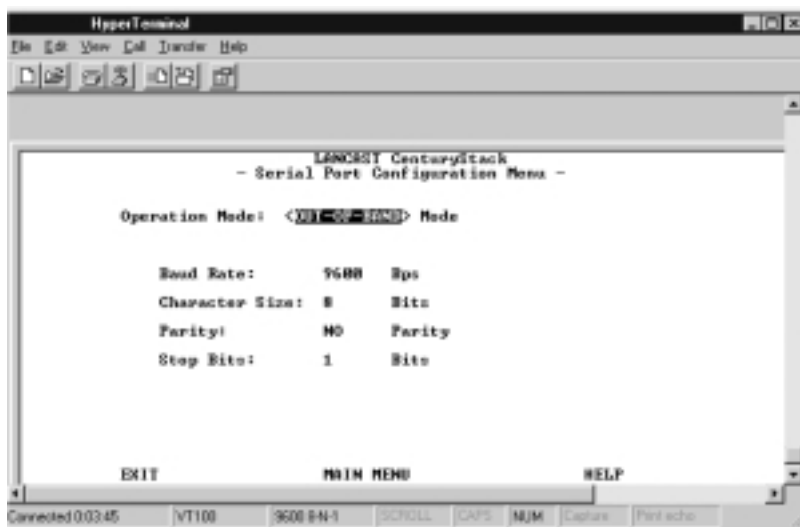 HyperTerminal
File Edit View Call Transfer Help
LANCAST CenturyStack
- Serial Port Configuration Menu -
Operation Mode: <OUT-OF-BAND> Mode
Baud Rate: 9600 Bps
Character Size: 8 Bits
Parity: NO Parity
Stop Bits: 1 Bits
EXIT MAIN MENU HELP
Connected 0:03:45 VT100 9600 8-N-1 SCROLL CAPS NUM Capture Print echo